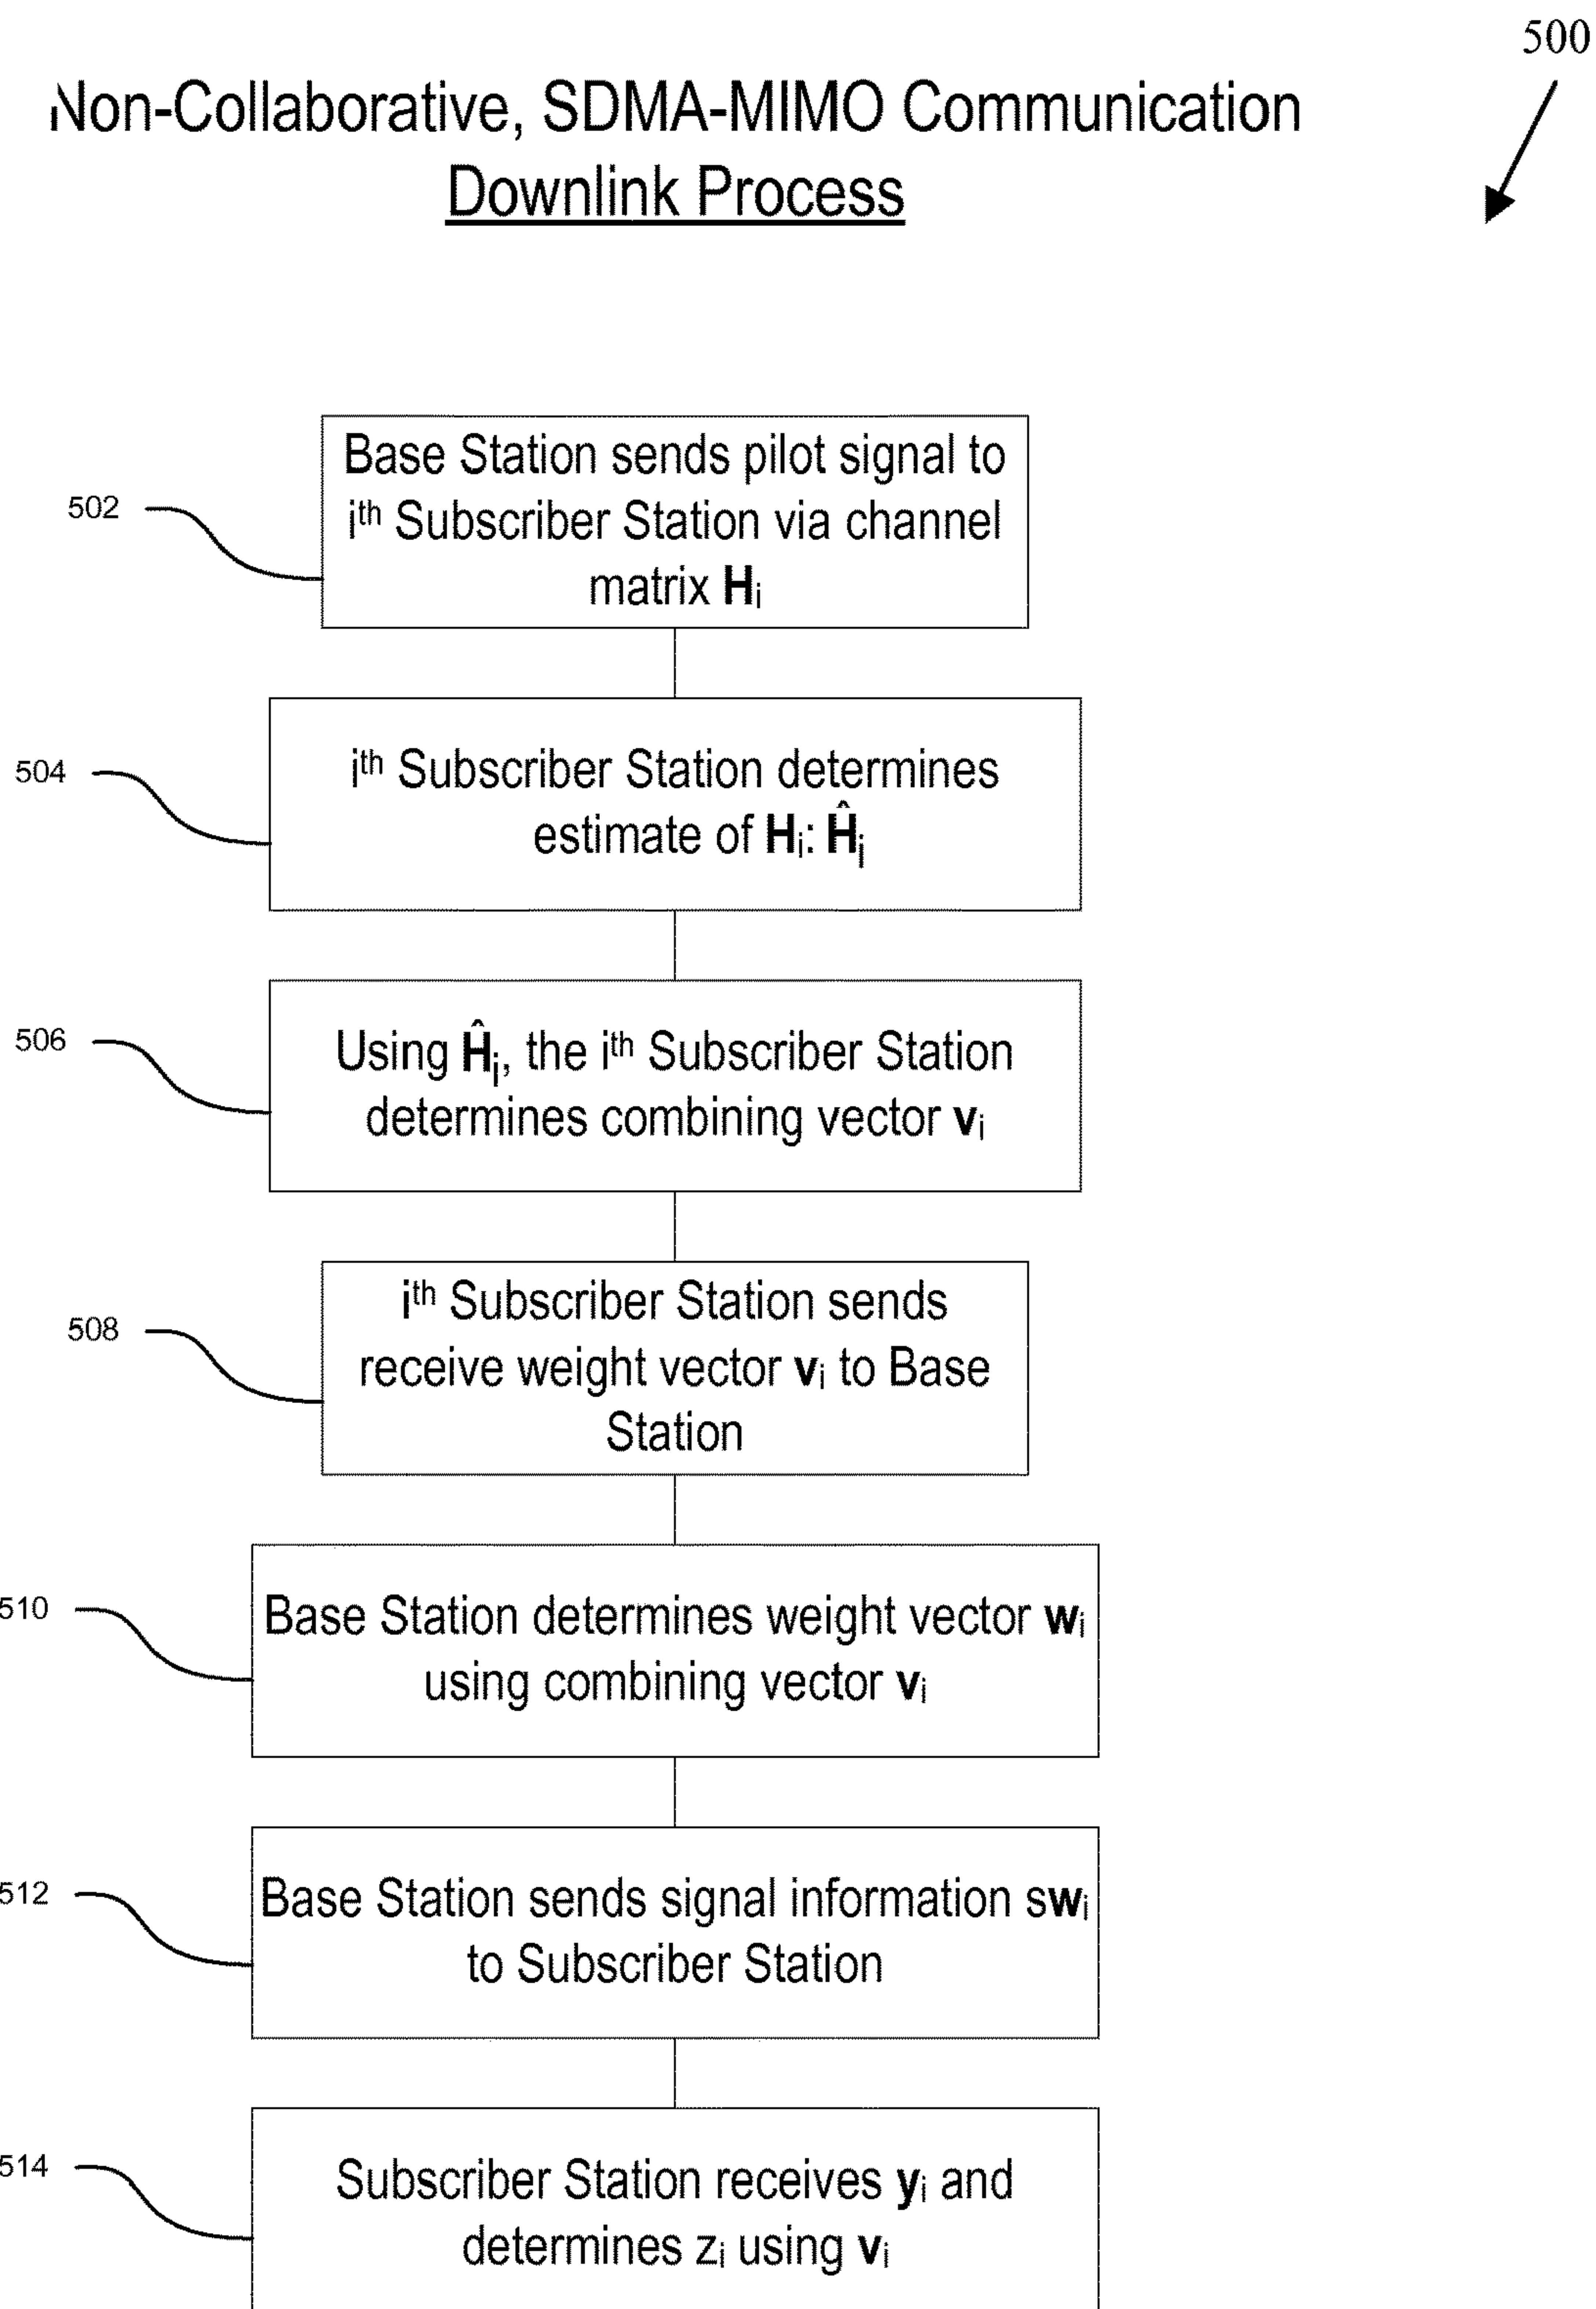 500
Non-Collaborative, SDMA-MIMO Communication
Downlink Process
502
Base Station sends pilot signal to
iᵗʰ Subscriber Station via channel
matrix Hᵢ
504
iᵗʰ Subscriber Station determines
estimate of Hᵢ: Ĥᵢ
506
Using Ĥᵢ, the iᵗʰ Subscriber Station
determines combining vector vᵢ
508
iᵗʰ Subscriber Station sends
receive weight vector vᵢ to Base
Station
510
Base Station determines weight vector wᵢ
using combining vector vᵢ
512
Base Station sends signal information swᵢ
to Subscriber Station
514
Subscriber Station receives yᵢ and
determines zᵢ using vᵢ